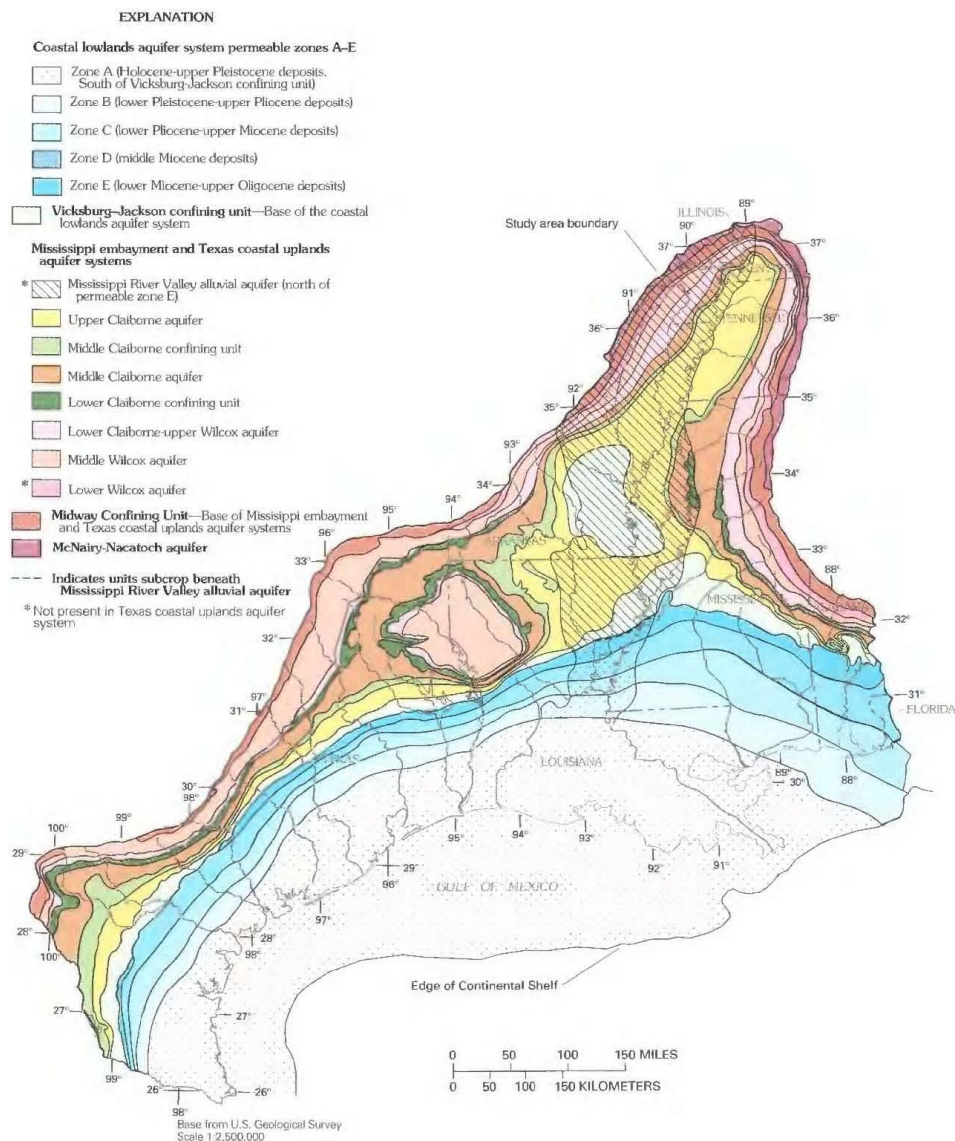 EXPLANATION
Coastal lowlands aquifer system permeable zones A–E
Zone A (Holocene-upper Pleistocene deposits.
South of Vicksburg-Jackson confining unit)
Zone B (lower Pleistocene-upper Pliocene deposits)
Zone C (lower Pliocene-upper Miocene deposits)
Zone D (middle Miocene deposits)
Zone E (lower Miocene-upper Oligocene deposits)
Vicksburg–Jackson confining unit—Base of the coastal
lowlands aquifer system
Mississippi embayment and Texas coastal uplands
aquifer systems
* Mississippi River Valley alluvial aquifer (north of
permeable zone E)
Upper Claiborne aquifer
Middle Claiborne confining unit
Middle Claiborne aquifer
Lower Claiborne confining unit
Lower Claiborne-upper Wilcox aquifer
Middle Wilcox aquifer
* Lower Wilcox aquifer
Midway Confining Unit—Base of Mississippi embayment
and Texas coastal uplands aquifer systems
McNairy-Nacatoch aquifer
Indicates units subcrop beneath
Mississippi River Valley alluvial aquifer
* Not present in Texas coastal uplands aquifer
system
Study area boundary
ILLINOIS
89°
90°
37°
37°
91°
36°
36°
92°
35°
35°
93°
34°
34°
94°
95°
96°
33°
33°
88°
ARKANSAS
MISSISSIP
32°
32°
97°
31°
31°
FLORIDA
LOUISIANA
89°
88°
30°
30°
98°
99°
100°
29°
95°
94°
93°
92°
91°
96°
29°
GULF OF MEXICO
97°
28°
100°
28°
98°
Edge of Continental Shelf
27°
27°
99°
26°
26°
98°
0 50 100 150 MILES
0 50 100 150 KILOMETERS
Base from U.S. Geological Survey
Scale 1:2,500,000